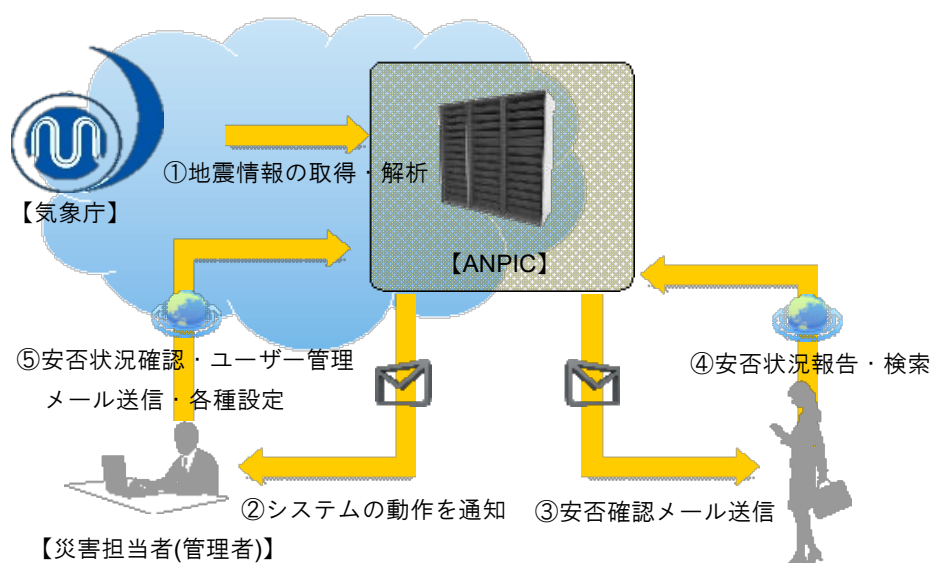 ①地震情報の取得・解析
【気象庁】
【ANPIC】
⑤安否状況確認・ユーザー管理
メール送信・各種設定
④安否状況報告・検索
②システムの動作を通知
③安否確認メール送信
【災害担当者(管理者)】